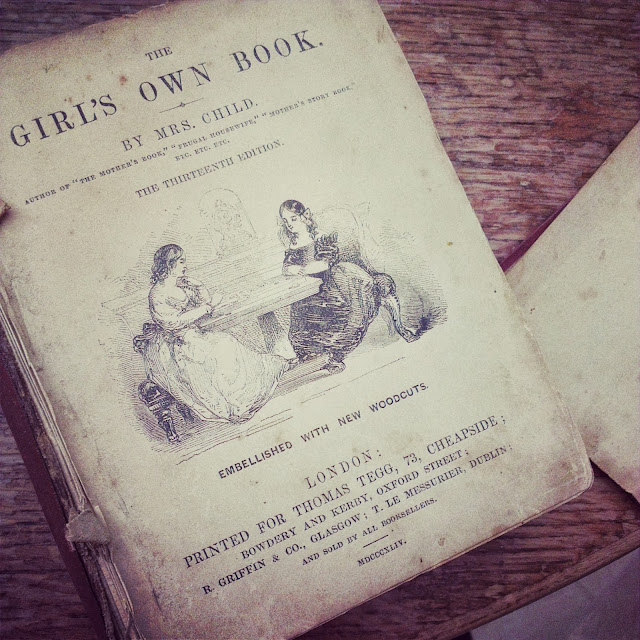 THE
GIRL'S OWN BOOK.
BY MRS. CHILD.
AUTHOR OF "THE MOTHER'S BOOK," "FRUGAL HOUSEWIFE," "MOTHER'S STORY BOOK,"
ETC. ETC. ETC.
THE THIRTEENTH EDITION.
EMBELLISHED WITH NEW WOODCUTS.
LONDON:
PRINTED FOR THOMAS TEGG, 73, CHEAPSIDE;
BOWDERY AND KERBY, OXFORD STREET;
R. GRIFFIN & CO., GLASGOW; T. LE MESSURIER, DUBLIN;
AND SOLD BY ALL BOOKSELLERS.
MDCCCXLIV.